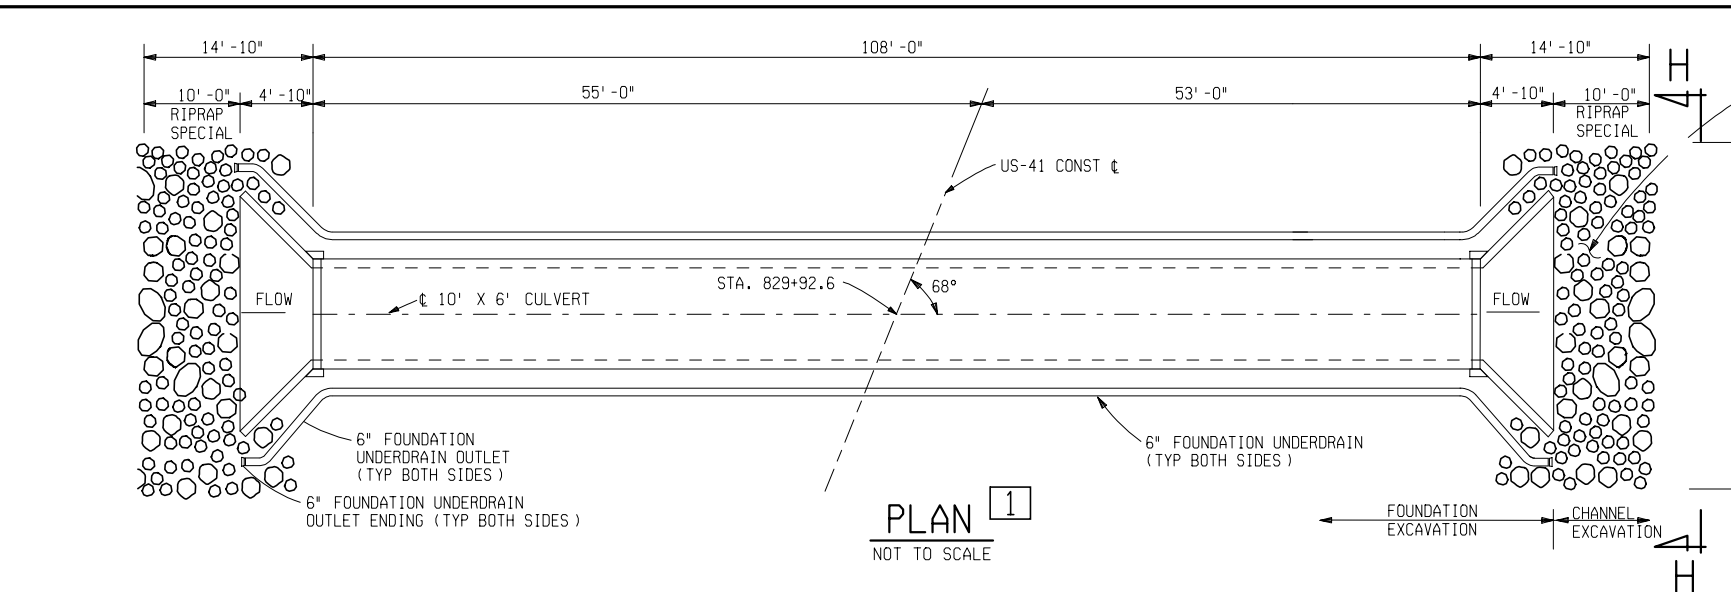 14'-10"
108'-0"
14'-10"
H
10'-0"
4'-10"
55'-0"
53'-0"
4'-10"
10'-0"
RIPRAP
SPECIAL
RIPRAP
SPECIAL
US-41 CONST ℄
STA. 829+92.6
68°
FLOW
℄ 10' X 6' CULVERT
FLOW
6" FOUNDATION
UNDERDRAIN OUTLET
(TYP BOTH SIDES)
6" FOUNDATION UNDERDRAIN
(TYP BOTH SIDES)
6" FOUNDATION UNDERDRAIN
OUTLET ENDING (TYP BOTH SIDES)
PLAN
1
NOT TO SCALE
FOUNDATION
EXCAVATION
CHANNEL
EXCAVATION
H